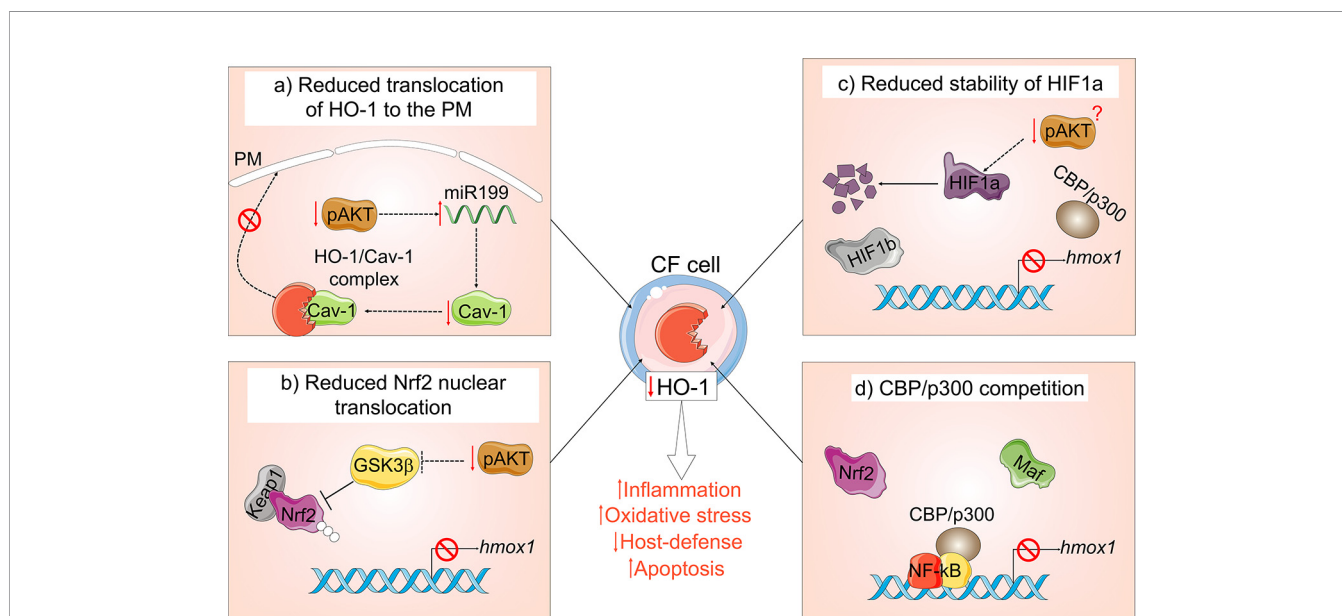 a) Reduced translocation
of HO-1 to the PM
PM
miR199
pAKT
HO-1/Cav-1
complex
Cav-1
Cav-1
b) Reduced Nrf2 nuclear
translocation
GSK3β
pAKT
Keap1
Nrf2
hmox1
CF cell
HO-1
↑Inflammation
↑Oxidative stress
↓Host-defense
↑Apoptosis
c) Reduced stability of HIF1a
?
pAKT
HIF1a
CBP/p300
HIF1b
hmox1
d) CBP/p300 competition
Nrf2
Maf
CBP/p300
NF-kB
hmox1